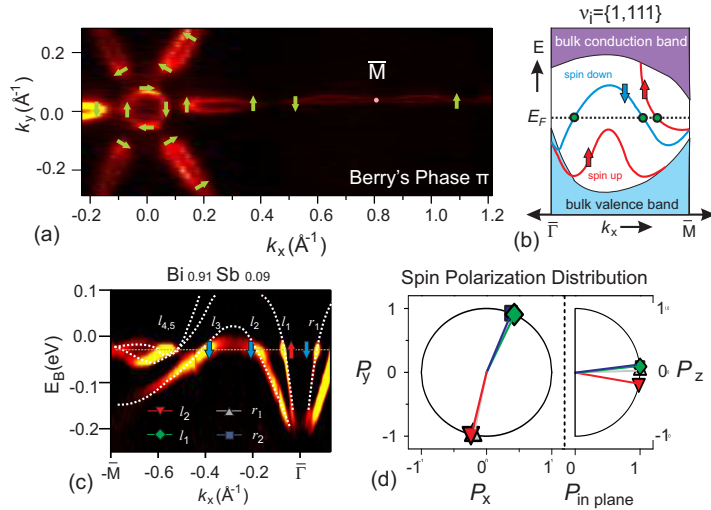 0.2
0.0
-0.2
k_y(Å⁻¹)
M̅
Berry's Phase π
-0.2 0.0 0.2 0.4 0.6 0.8 1.0 1.2
(a)
k_x(Å⁻¹)
ν_i={1,111}
E
bulk conduction band
spin down
E_F
spin up
bulk valence band
Γ̅ k_x M̅
(b)
Bi 0.91 Sb 0.09
0.1
-0.0
-0.1
-0.2
E_B(eV)
l_4,5 l_3 l_2 l_1 r_1
l_2 r_1
l_1 r_2
-M̅ -0.6 -0.4 -0.2 Γ̅
(c)
k_x(Å⁻¹)
Spin Polarization Distribution
1
0
-1
P_y
1
0
-1
P_z
-1 0 1
0 1
(d)
P_x
P_in plane